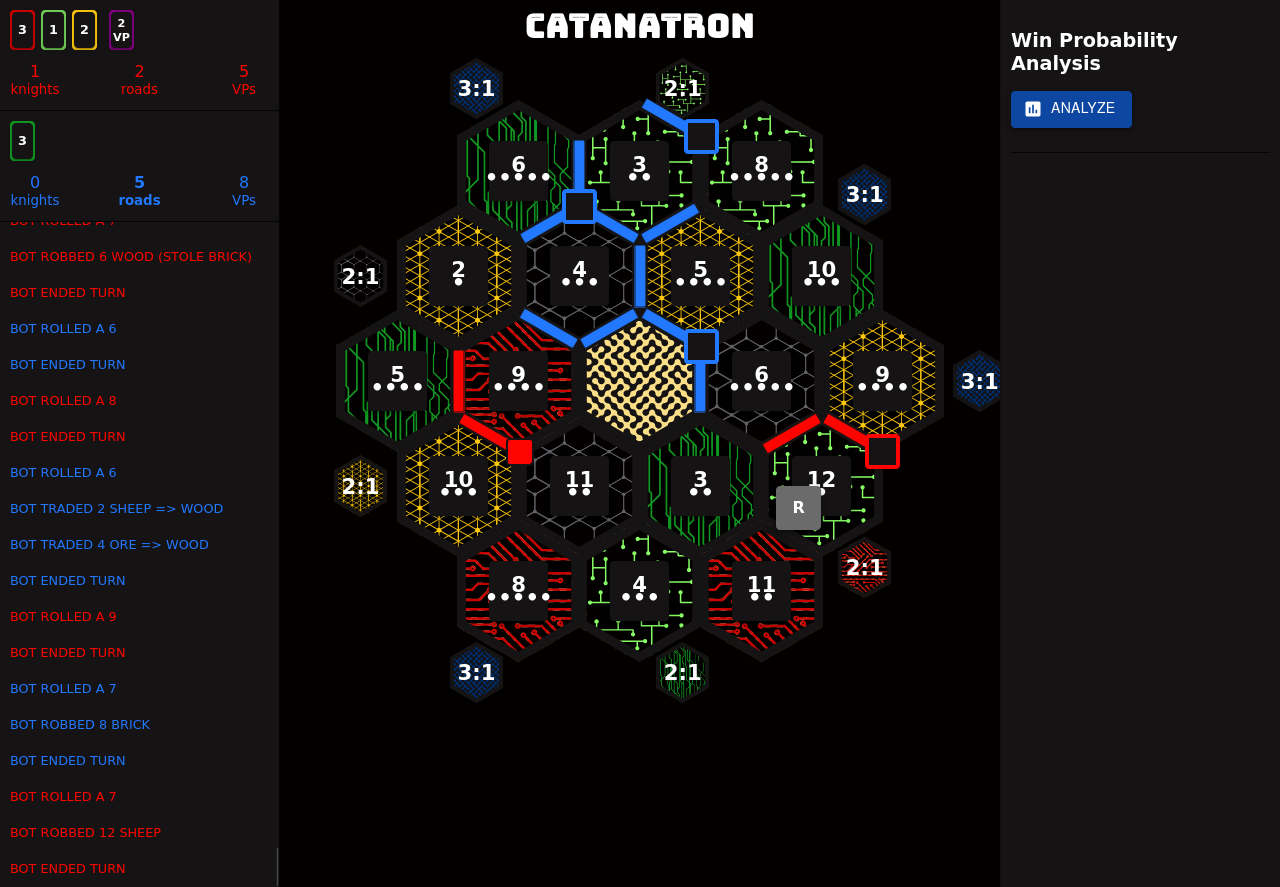 CATANATRON
3 1 2 2 VP
1 2 5
knights roads VPs
3
0 5 8
knights roads VPs
BOT ROLLED A 7
BOT ROBBED 6 WOOD (STOLE BRICK)
BOT ENDED TURN
BOT ROLLED A 6
BOT ENDED TURN
BOT ROLLED A 8
BOT ENDED TURN
BOT ROLLED A 6
BOT TRADED 2 SHEEP => WOOD
BOT TRADED 4 ORE => WOOD
BOT ENDED TURN
BOT ROLLED A 9
BOT ENDED TURN
BOT ROLLED A 7
BOT ROBBED 8 BRICK
BOT ENDED TURN
BOT ROLLED A 7
BOT ROBBED 12 SHEEP
BOT ENDED TURN
3:1 2:1
6 3 8
3:1
2:1 2 4 5 10
5 9 6 9 3:1
2:1 10 11 3 12
R
2:1
8 4 11
3:1 2:1
Win Probability
Analysis
ANALYZE